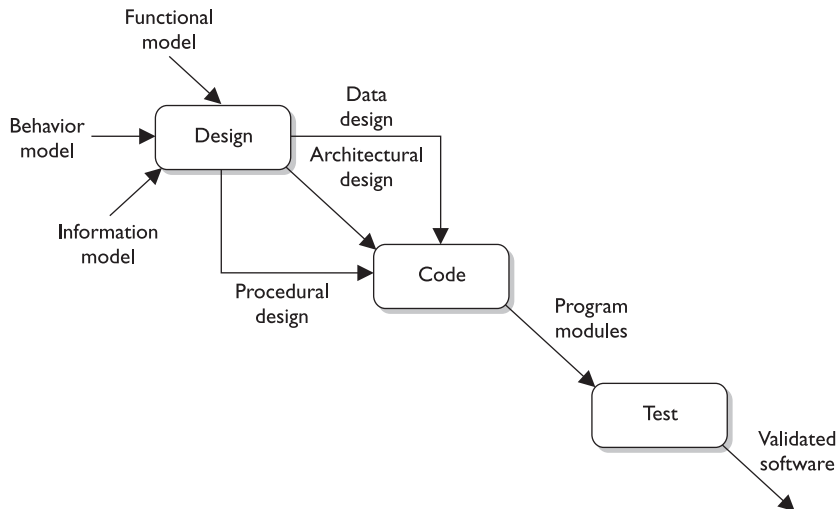 Functional
model
Behavior
model
Design
Data
design
Architectural
design
Information
model
Procedural
design
Code
Program
modules
Test
Validated
software